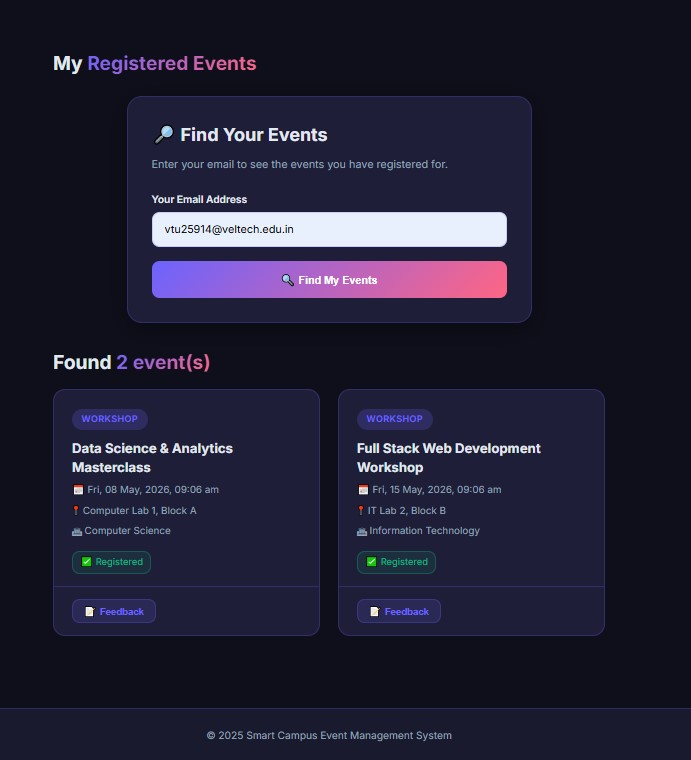 My Registered Events
🔎 Find Your Events
Enter your email to see the events you have registered for.
Your Email Address
vtu25914@veltech.edu.in
🔍 Find My Events
Found 2 event(s)
WORKSHOP
Data Science & Analytics
Masterclass
Fri, 08 May, 2026, 09:06 am
Computer Lab 1, Block A
Computer Science
✅ Registered
📝 Feedback
WORKSHOP
Full Stack Web Development
Workshop
Fri, 15 May, 2026, 09:06 am
IT Lab 2, Block B
Information Technology
✅ Registered
📝 Feedback
© 2025 Smart Campus Event Management System